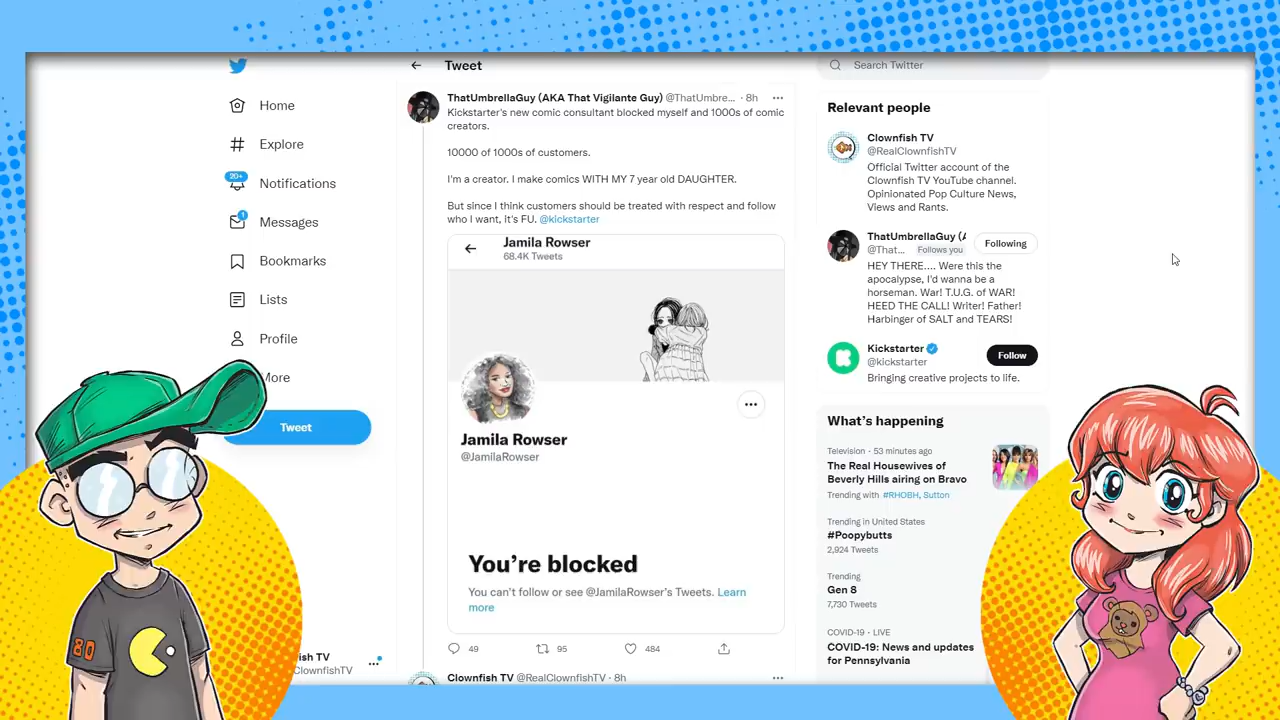 Home
Explore
20+
Notifications
1
Messages
Bookmarks
Lists
Profile
More
Tweet
fish TV
ClownfishTV
Tweet
ThatUmbrellaGuy (AKA That Vigilante Guy) @ThatUmbre... · 8h
Kickstarter's new comic consultant blocked myself and 1000s of comic
creators.
10000 of 1000s of customers.
I'm a creator. I make comics WITH MY 7 year old DAUGHTER.
But since I think customers should be treated with respect and follow
who I want, it's FU. @kickstarter
Jamila Rowser
68.4K Tweets
Jamila Rowser
@JamilaRowser
You're blocked
You can't follow or see @JamilaRowser's Tweets. Learn
more
49 95 484
Clownfish TV @RealClownfishTV · 8h
Search Twitter
Relevant people
Clownfish TV
@RealClownfishTV
Official Twitter account of the
Clownfish TV YouTube channel.
Opinionated Pop Culture News,
Views and Rants.
ThatUmbrellaGuy (A
@That... Follows you
Following
HEY THERE.... Were this the
apocalypse, I'd wanna be a
horseman. War! T.U.G. of WAR!
HEED THE CALL! Writer! Father!
Harbinger of SALT and TEARS!
Kickstarter
@kickstarter
Follow
Bringing creative projects to life.
What's happening
Television · 53 minutes ago
The Real Housewives of
Beverly Hills airing on Bravo
Trending with #RHOBH, Sutton
Trending in United States
#Poopybutts
2,924 Tweets
Trending
Gen 8
7,730 Tweets
COVID-19 · LIVE
COVID-19: News and updates
for Pennsylvania
80